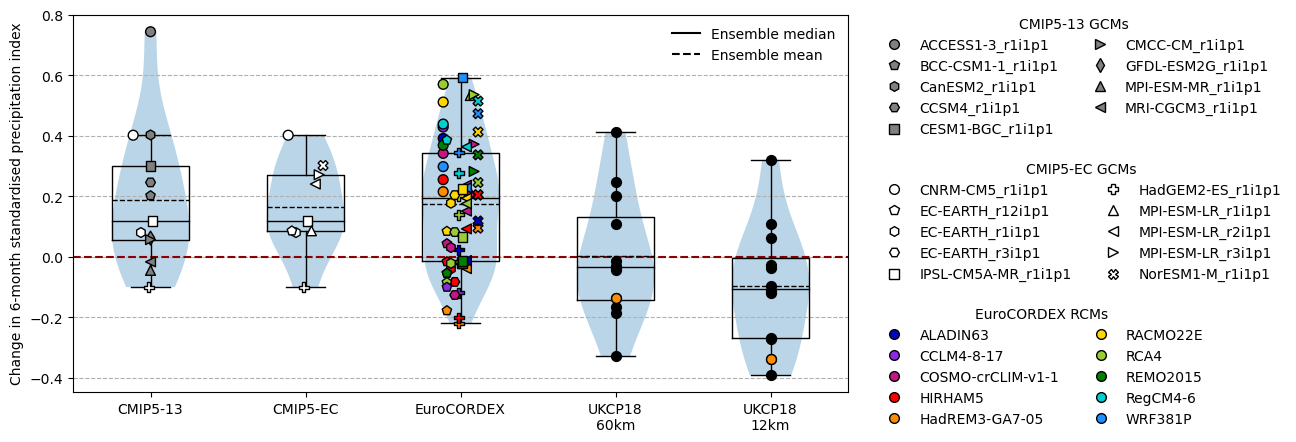 Change in 6-month standardised precipitation index
0.8
0.6
0.4
0.2
0.0
−0.2
−0.4
Ensemble median
Ensemble mean
CMIP5-13
CMIP5-EC
EuroCORDEX
UKCP18
60km
UKCP18
12km
CMIP5-13 GCMs
ACCESS1-3_r1i1p1
BCC-CSM1-1_r1i1p1
CanESM2_r1i1p1
CCSM4_r1i1p1
CESM1-BGC_r1i1p1
CMCC-CM_r1i1p1
GFDL-ESM2G_r1i1p1
MPI-ESM-MR_r1i1p1
MRI-CGCM3_r1i1p1
CMIP5-EC GCMs
CNRM-CM5_r1i1p1
EC-EARTH_r12i1p1
EC-EARTH_r1i1p1
EC-EARTH_r3i1p1
IPSL-CM5A-MR_r1i1p1
HadGEM2-ES_r1i1p1
MPI-ESM-LR_r1i1p1
MPI-ESM-LR_r2i1p1
MPI-ESM-LR_r3i1p1
NorESM1-M_r1i1p1
EuroCORDEX RCMs
ALADIN63
CCLM4-8-17
COSMO-crCLIM-v1-1
HIRHAM5
HadREM3-GA7-05
RACMO22E
RCA4
REMO2015
RegCM4-6
WRF381P